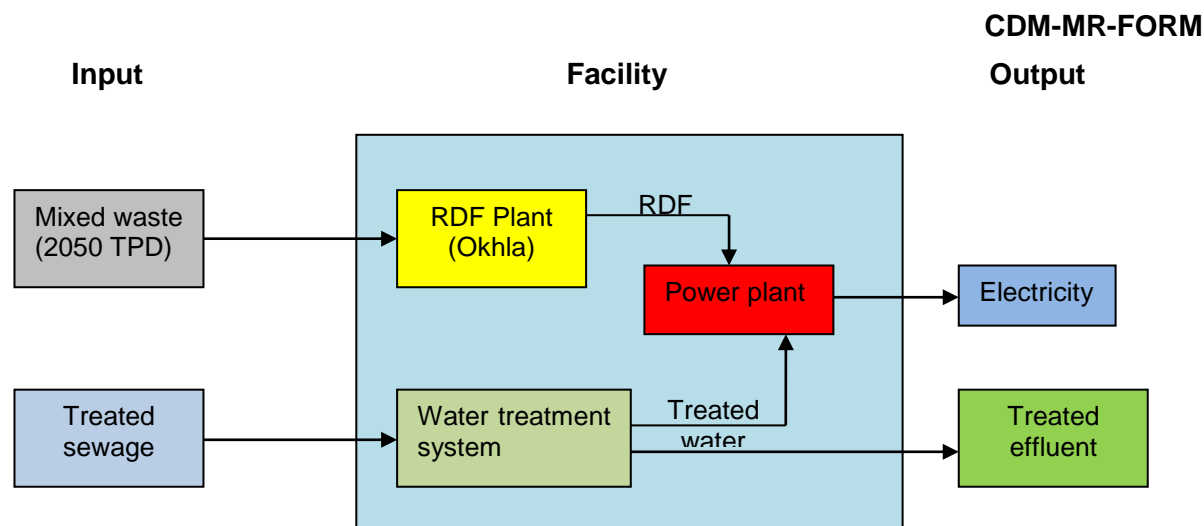 CDM-MR-FORM
Input
Facility
Output
Mixed waste
(2050 TPD)
RDF Plant
(Okhla)
RDF
Power plant
Electricity
Treated
sewage
Water treatment
system
Treated
water
Treated
effluent